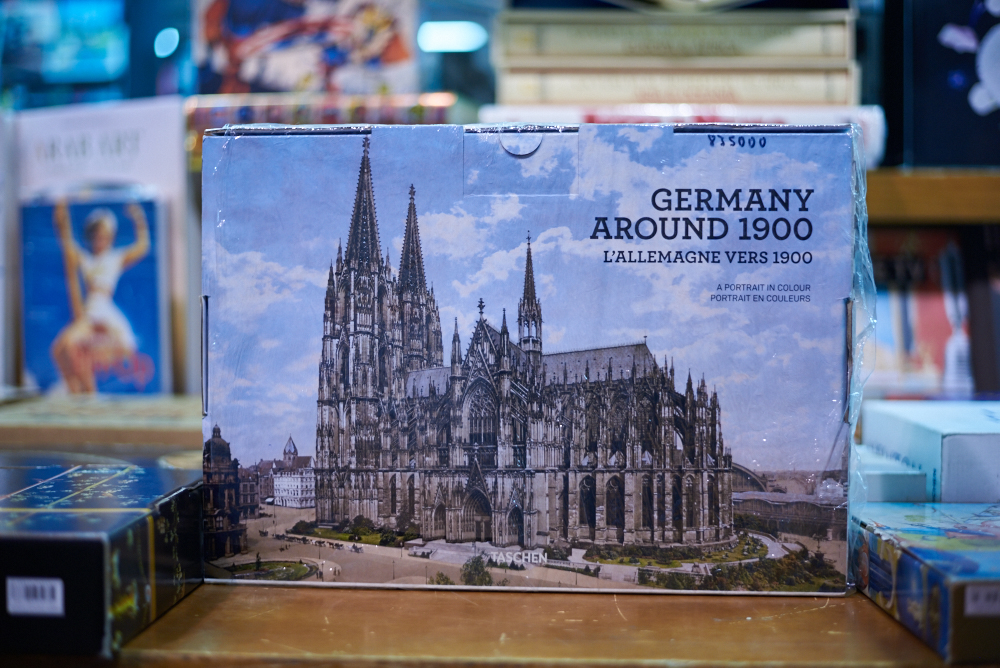 835000
GERMANY
AROUND 1900
L'ALLEMAGNE VERS 1900
A PORTRAIT IN COLOUR
PORTRAIT EN COULEURS
TASCHEN